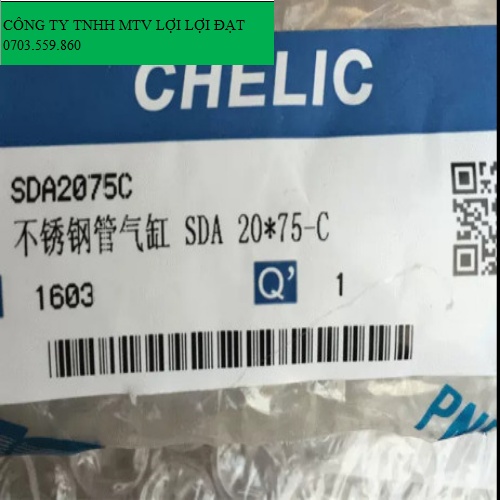 CÔNG TY TNHH MTV LỢI LỢI ĐẠT
0703.559.860
CHELIC
SDA2075C
不锈钢管气缸 SDA 20*75-C
1603 Q' 1